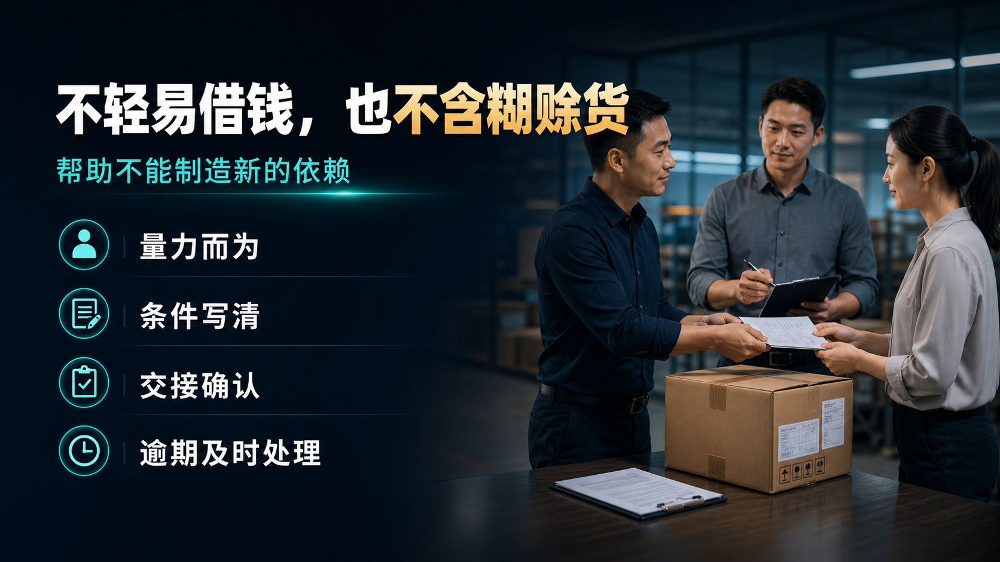 不轻易借钱，也不含糊赊货
帮助不能制造新的依赖
量力而为
条件写清
交接确认
逾期及时处理